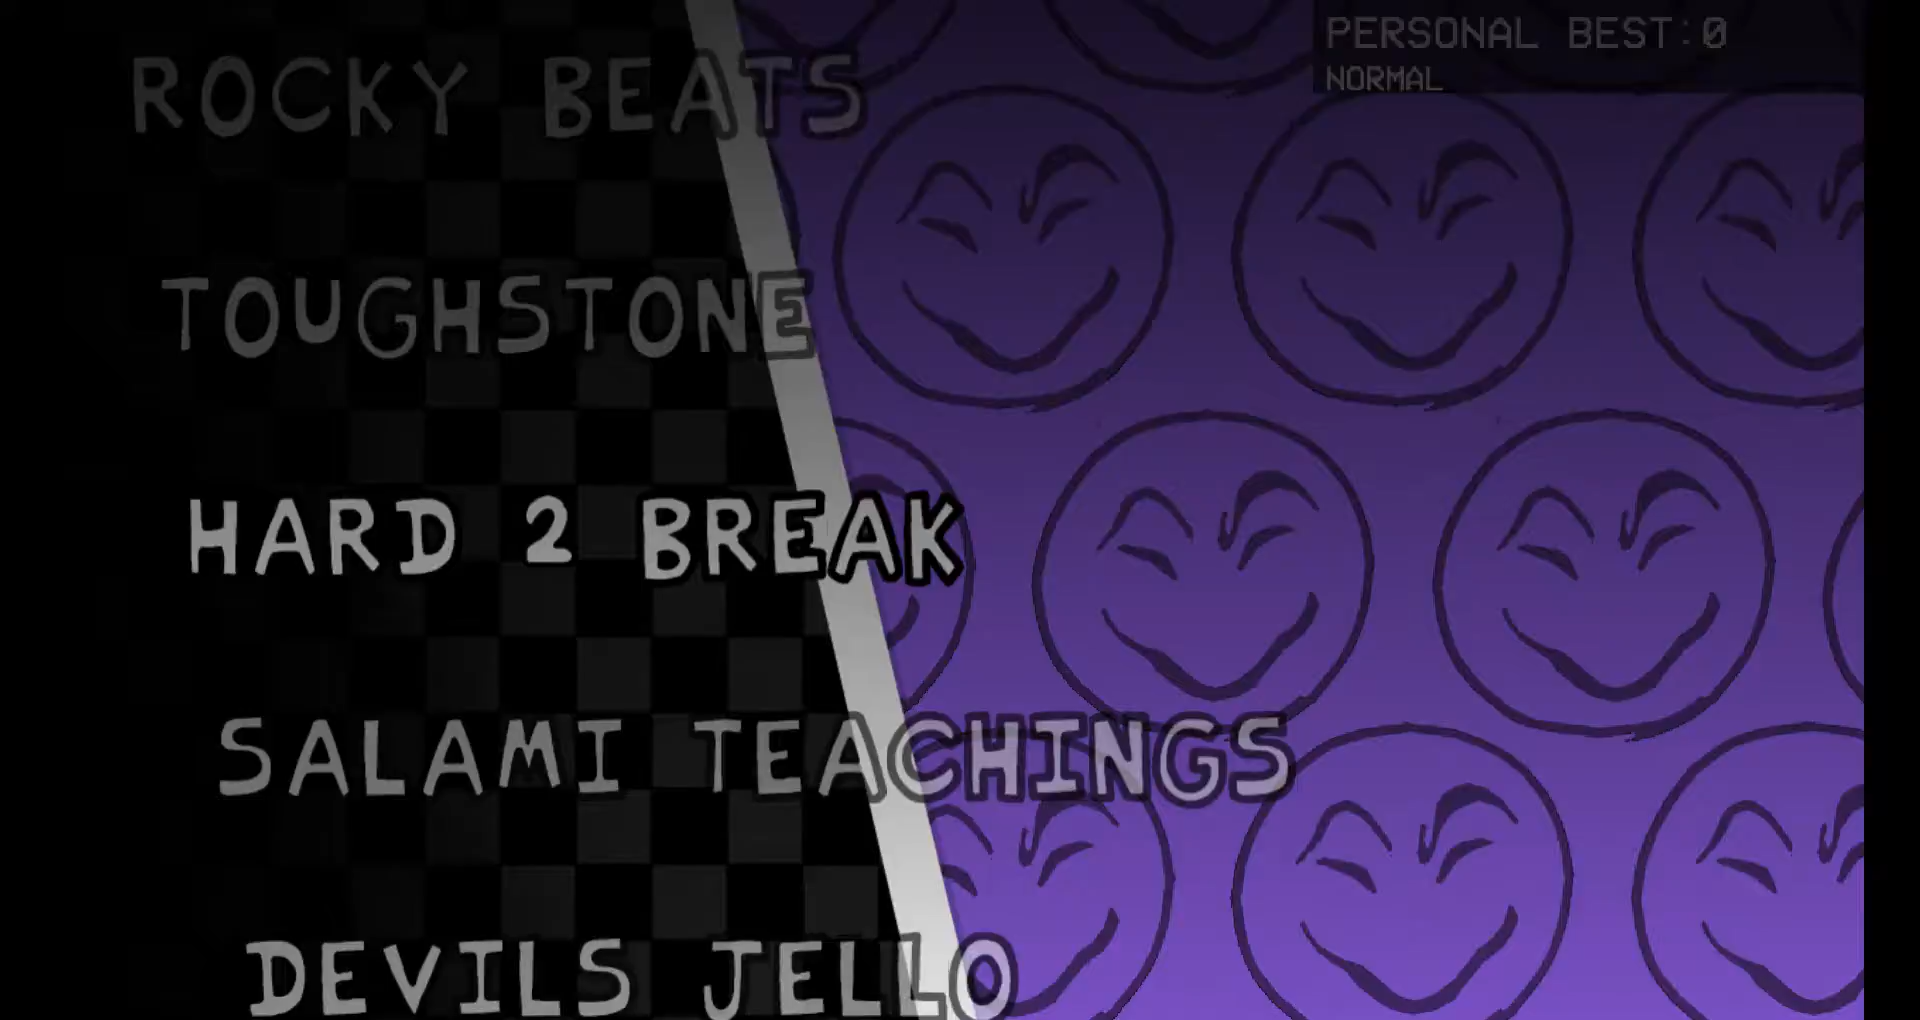 PERSONAL BEST:0
NORMAL
ROCKY BEATS
TOUGHSTONE
HARD 2 BREAK
SALAMI TEACHINGS
DEVILS JELLO